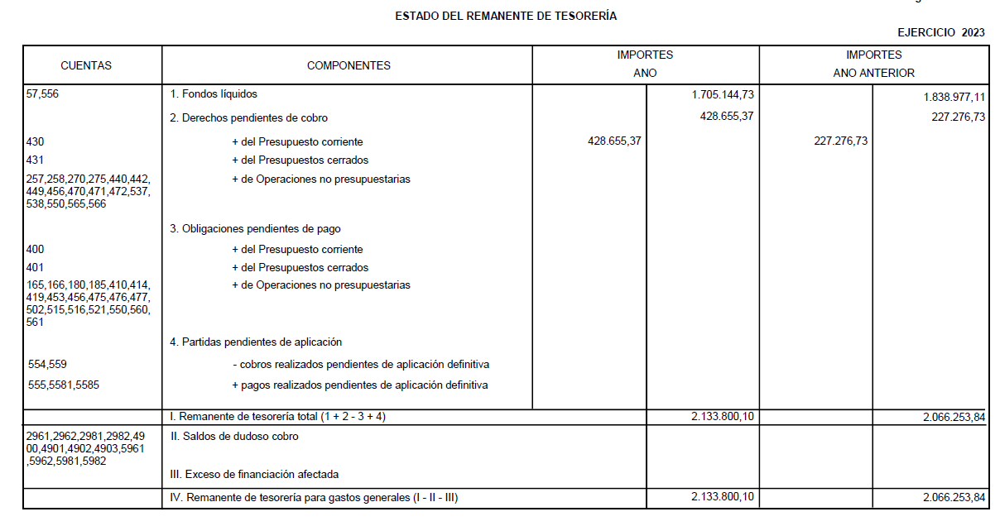 ESTADO DEL REMANENTE DE TESORERÍA
EJERCICIO 2023
CUENTAS COMPONENTES IMPORTES AÑO IMPORTES ANO ANTERIOR
57,556 1. Fondos líquidos 1.705.144,73 1.838.977,11
2. Derechos pendientes de cobro 428.655,37 227.276,73
430 + del Presupuesto corriente 428.655,37 227.276,73
431 + del Presupuestos cerrados
257,258,270,275,440,442, + de Operaciones no presupuestarias
449,456,470,471,472,537,
538,550,565,566
3. Obligaciones pendientes de pago
400 + del Presupuesto corriente
401 + del Presupuestos cerrados
165,166,180,185,410,414, + de Operaciones no presupuestarias
419,453,456,475,476,477,
502,515,516,521,550,560,
561
4. Partidas pendientes de aplicación
554,559 - cobros realizados pendientes de aplicación definitiva
555,5581,5585 + pagos realizados pendientes de aplicación definitiva
I. Remanente de tesorería total (1 + 2 - 3 + 4) 2.133.800,10 2.066.253,84
2961,2962,2981,2982,49 II. Saldos de dudoso cobro
00,4901,4902,4903,5961
,5962,5981,5982
III. Exceso de financiación afectada
IV. Remanente de tesorería para gastos generales (I - II - III) 2.133.800,10 2.066.253,84